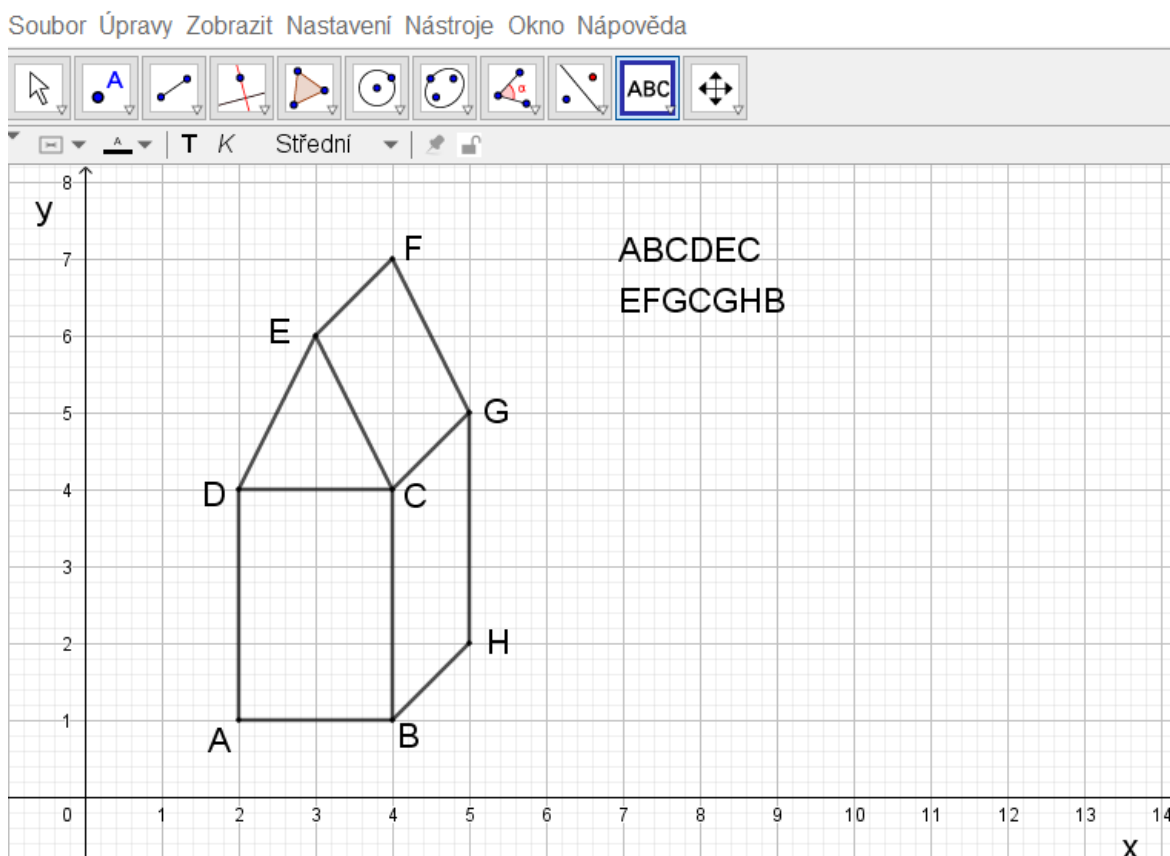 Soubor Úpravy Zobrazit Nastavení Nástroje Okno Nápověda
A ABC
α
A T K Střední
8
y
7
6
5
4
3
2
1
F
E
G
D
C
H
A
B
ABCDEC
EFGCGHB
0 1 2 3 4 5 6 7 8 9 10 11 12 13 14
x